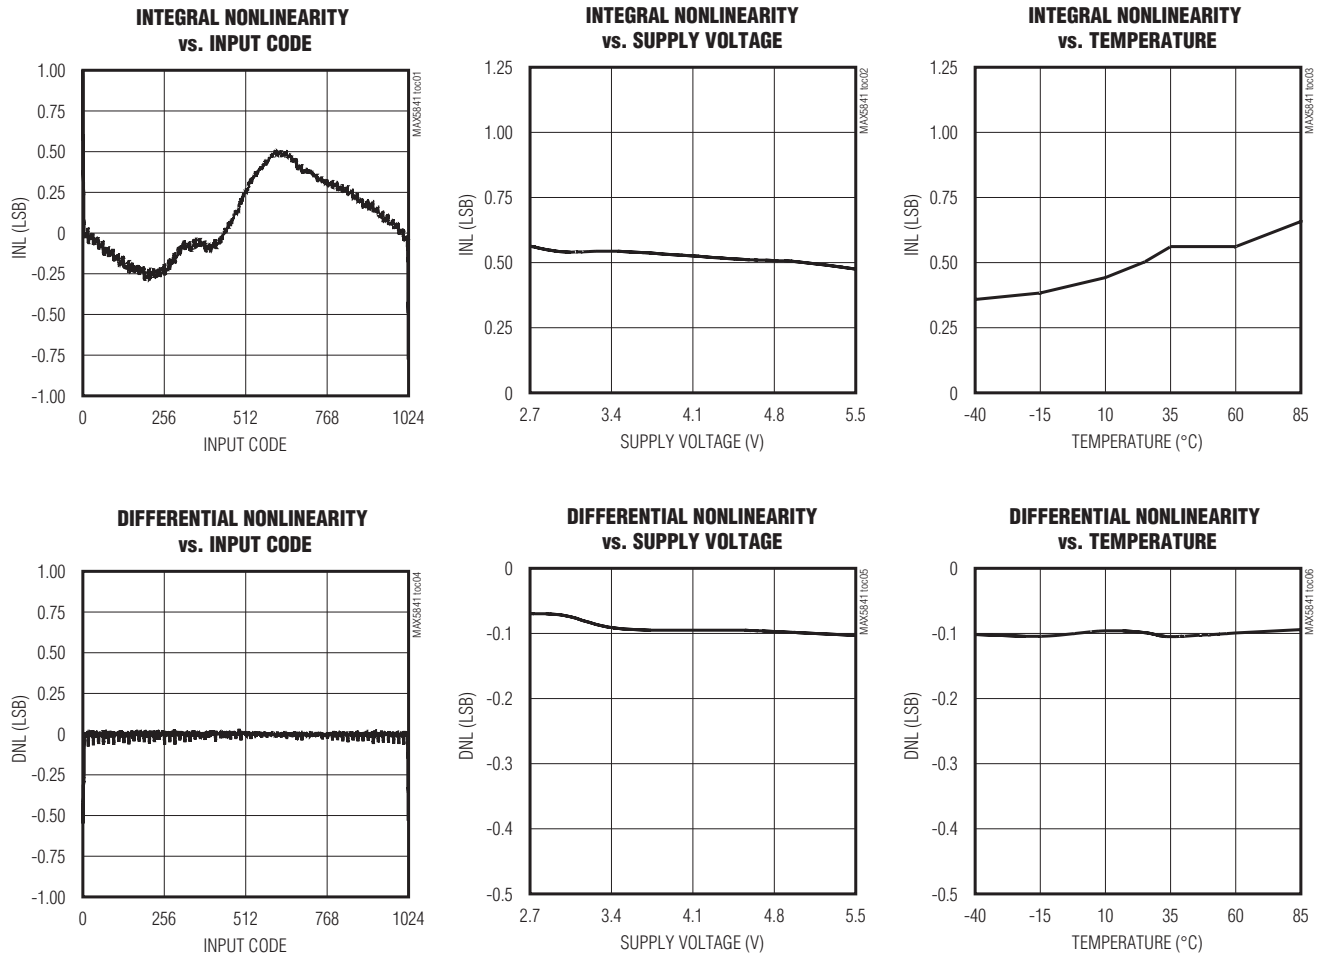 INTEGRAL NONLINEARITY
vs. INPUT CODE
1.00
0.75
0.50
0.25
0
-0.25
-0.50
-0.75
-1.00
INL (LSB)
0 256 512 768 1024
INPUT CODE
MAX5841 toc01
INTEGRAL NONLINEARITY
vs. SUPPLY VOLTAGE
1.25
1.00
0.75
0.50
0.25
0
INL (LSB)
2.7 3.4 4.1 4.8 5.5
SUPPLY VOLTAGE (V)
MAX5841 toc02
INTEGRAL NONLINEARITY
vs. TEMPERATURE
1.25
1.00
0.75
0.50
0.25
0
INL (LSB)
-40 -15 10 35 60 85
TEMPERATURE (°C)
MAX5841 toc03
DIFFERENTIAL NONLINEARITY
vs. INPUT CODE
1.00
0.75
0.50
0.25
0
-0.25
-0.50
-0.75
-1.00
DNL (LSB)
0 256 512 768 1024
INPUT CODE
MAX5841 toc04
DIFFERENTIAL NONLINEARITY
vs. SUPPLY VOLTAGE
0
-0.1
-0.2
-0.3
-0.4
-0.5
DNL (LSB)
2.7 3.4 4.1 4.8 5.5
SUPPLY VOLTAGE (V)
MAX5841 toc05
DIFFERENTIAL NONLINEARITY
vs. TEMPERATURE
0
-0.1
-0.2
-0.3
-0.4
-0.5
DNL (LSB)
-40 -15 10 35 60 85
TEMPERATURE (°C)
MAX5841 toc06